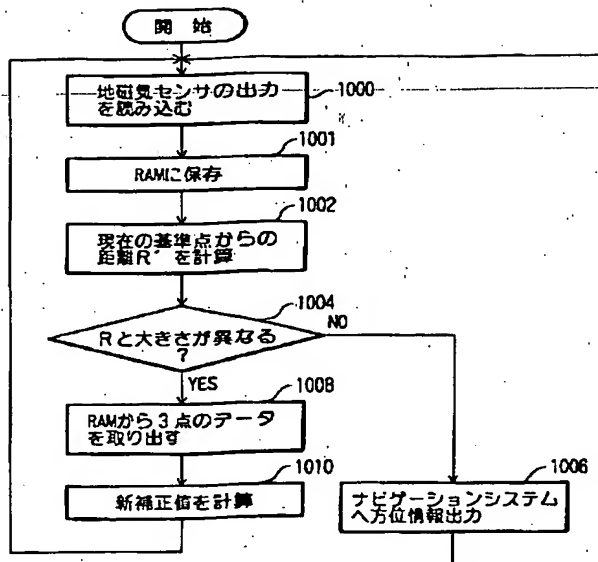 開 始
地磁気センサの出力
を読み込む
1000
1001
RAMに保存
1002
現在の基準点からの
距離R´を計算
1004
Rと大きさが異なる
?
NO
YES
1008
RAMから3点のデータ
を取り出す
1010
新補正値を計算
1006
ナビゲーションシステム
へ方位情報出力